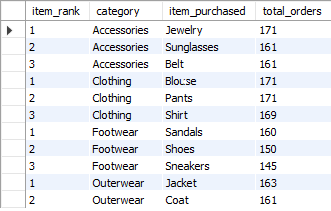 item_rank category item_purchased total_orders
1 Accessories Jewelry 171
2 Accessories Sunglasses 161
3 Accessories Belt 161
1 Clothing Blouse 171
2 Clothing Pants 171
3 Clothing Shirt 169
1 Footwear Sandals 160
2 Footwear Shoes 150
3 Footwear Sneakers 145
1 Outerwear Jacket 163
2 Outerwear Coat 161